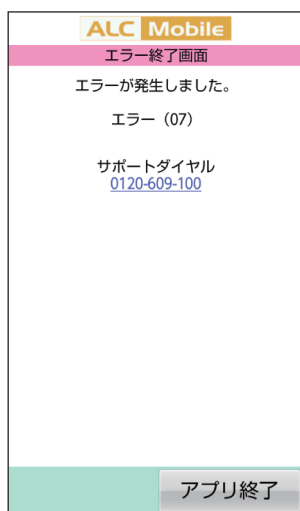 ALC Mobile
エラー終了画面
エラーが発生しました。
エラー（07）
サポートダイヤル
0120-609-100
アプリ終了